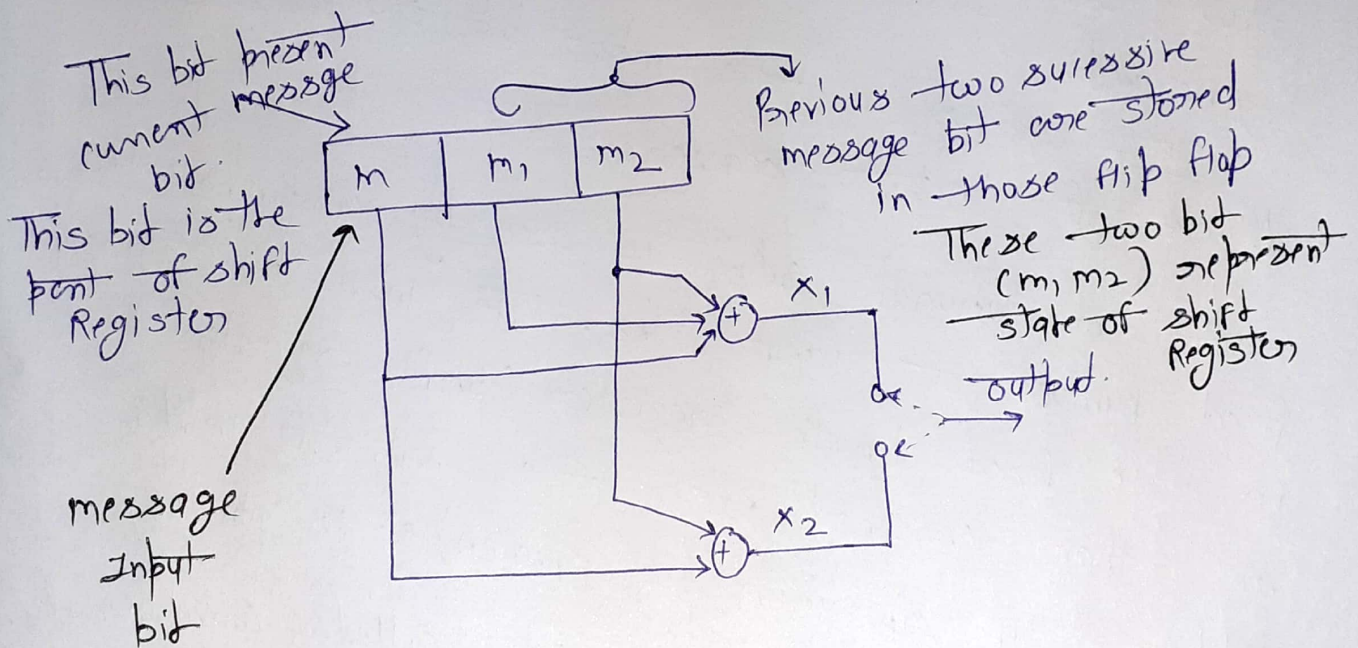 This bit present
current messge
bit.
This bit is the
part of shift
Register
m m1 m2
Previous two sucessive
message bit are stored
in those flip flop
These two bit
(m1 m2) represent
state of shift
Register
x1
output.
x2
message
Input
bit